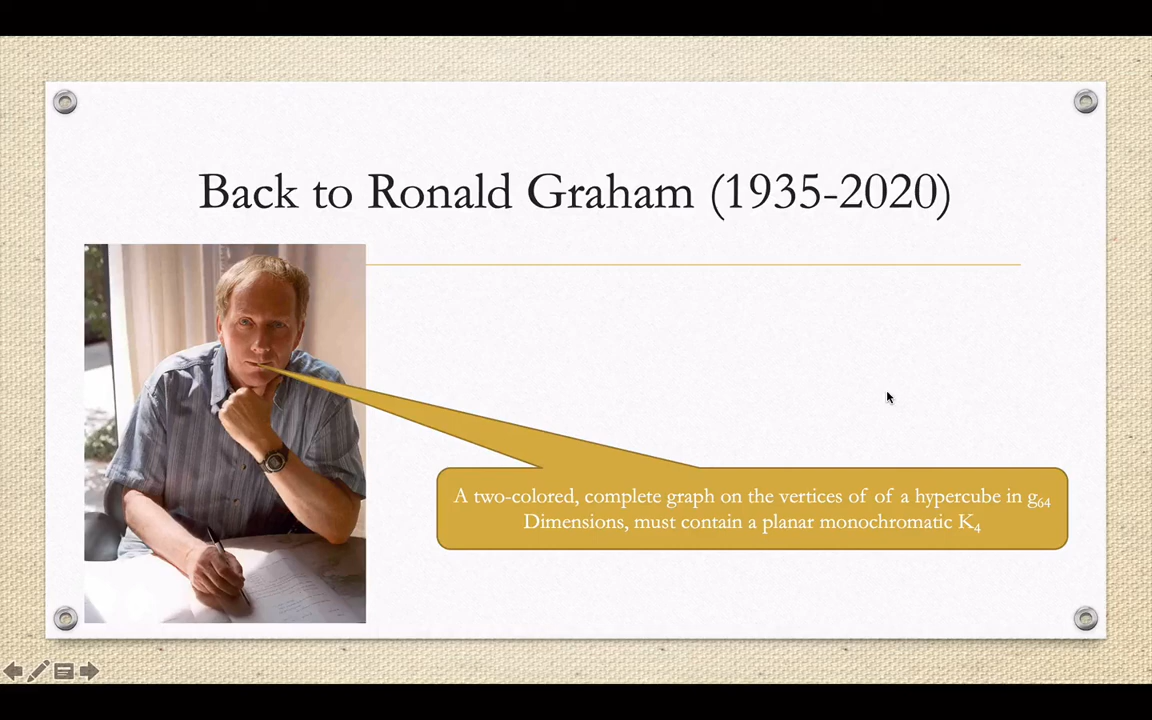 Back to Ronald Graham (1935-2020)
A two-colored, complete graph on the vertices of of a hypercube in g₆₄
Dimensions, must contain a planar monochromatic K₄